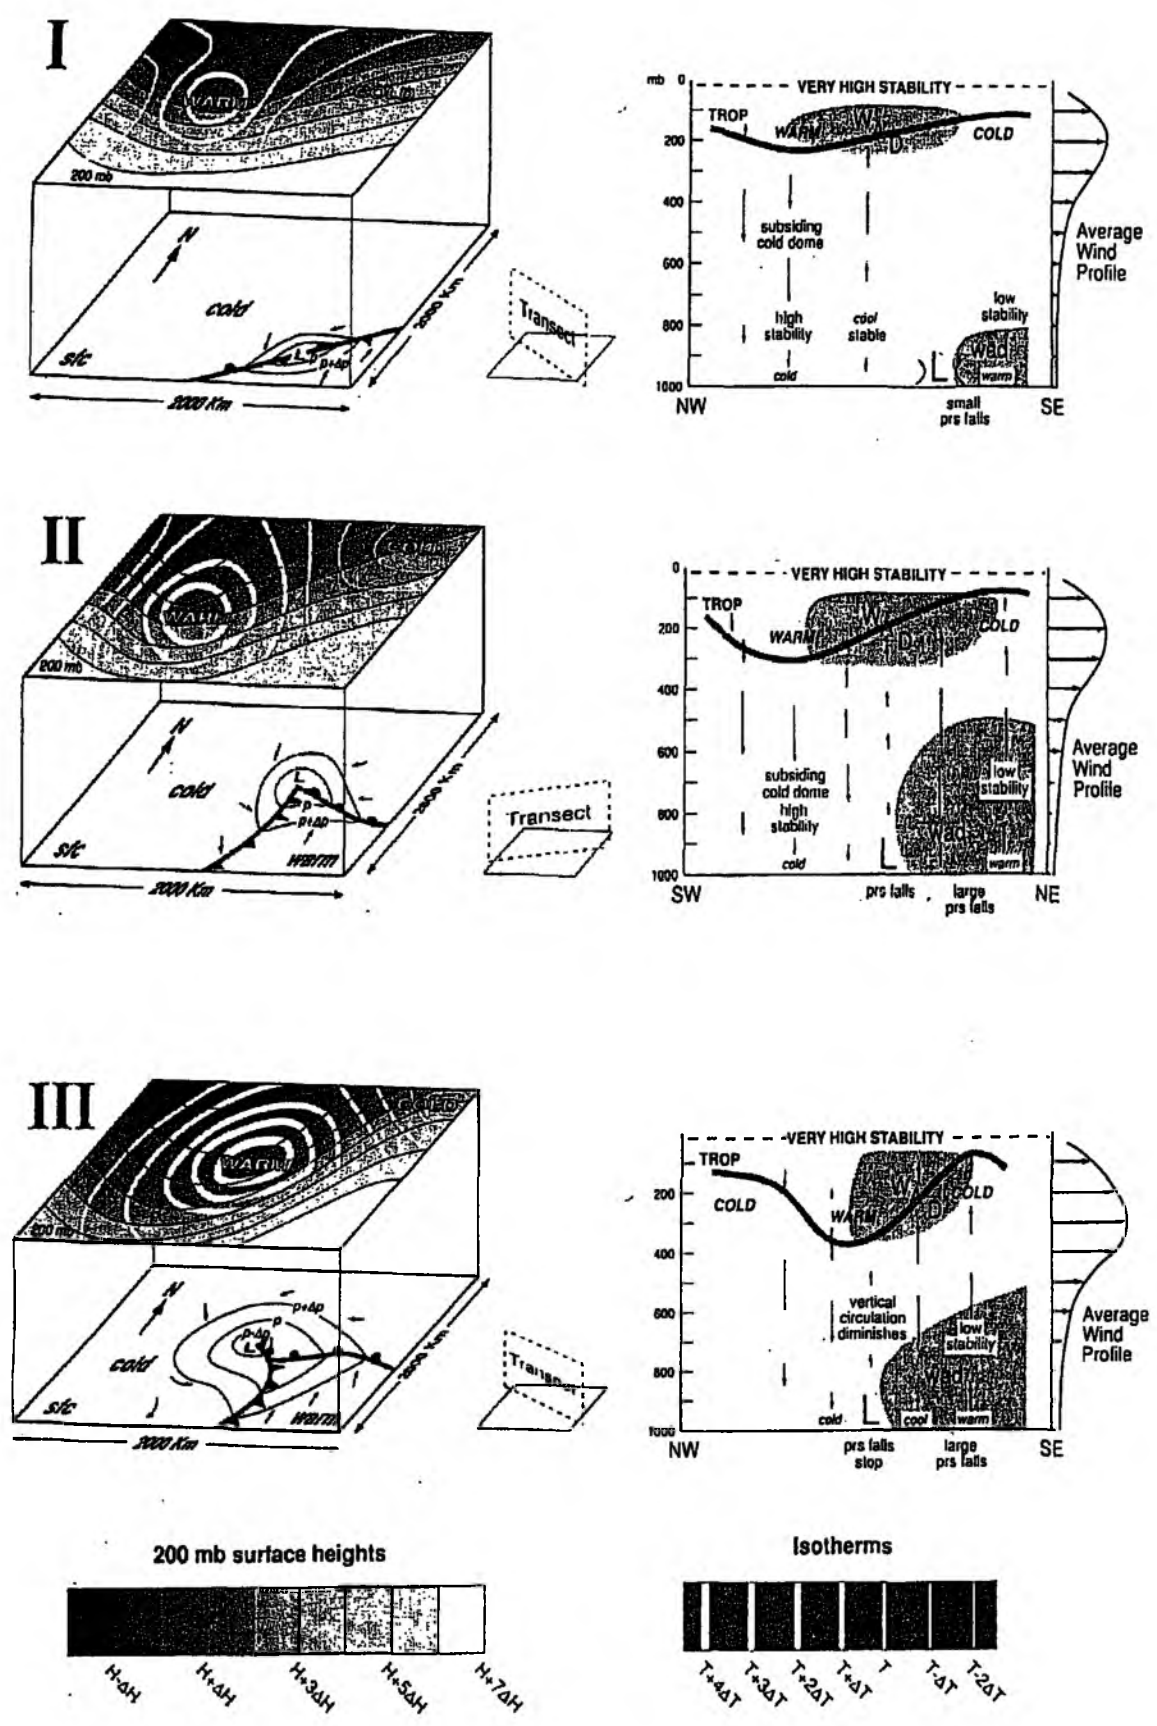 I
WARM
200 mb
N
cold
s/c
L
p
p+Δp
2000 Km
2000 Km
Transect
mb 0
VERY HIGH STABILITY
TROP
WARM
W
A
D
COLD
200
400
600
800
1000
subsiding
cold dome
high
stability
cool
stable
cold
low
stability
wad
warm
L
NW
small
prs falls
SE
Average
Wind
Profile
II
WARM
200 mb
N
cold
s/c
L
p
p+Δp
warm
2000 Km
2000 Km
Transect
0
VERY HIGH STABILITY
TROP
WARM
W
D
COLD
200
400
600
800
1000
subsiding
cold dome
high
stability
cold
low
stability
wad
warm
L
SW
prs falls
large
prs falls
NE
Average
Wind
Profile
III
COLD
WARM
200 mb
N
cold
s/c
p+Δp
p
p-Δp
L
warm
2000 Km
2000 Km
Transect
VERY HIGH STABILITY
TROP
COLD
WARM
W
D
COLD
200
400
600
800
1000
vertical
circulation
diminishes
low
stability
wad
cold
L
cool
warm
NW
prs falls
stop
large
prs falls
SE
Average
Wind
Profile
200 mb surface heights
H-ΔH
H+ΔH
H+3ΔH
H+5ΔH
H+7ΔH
Isotherms
T+4ΔT
T+3ΔT
T+2ΔT
T+ΔT
T
T-ΔT
T-2ΔT